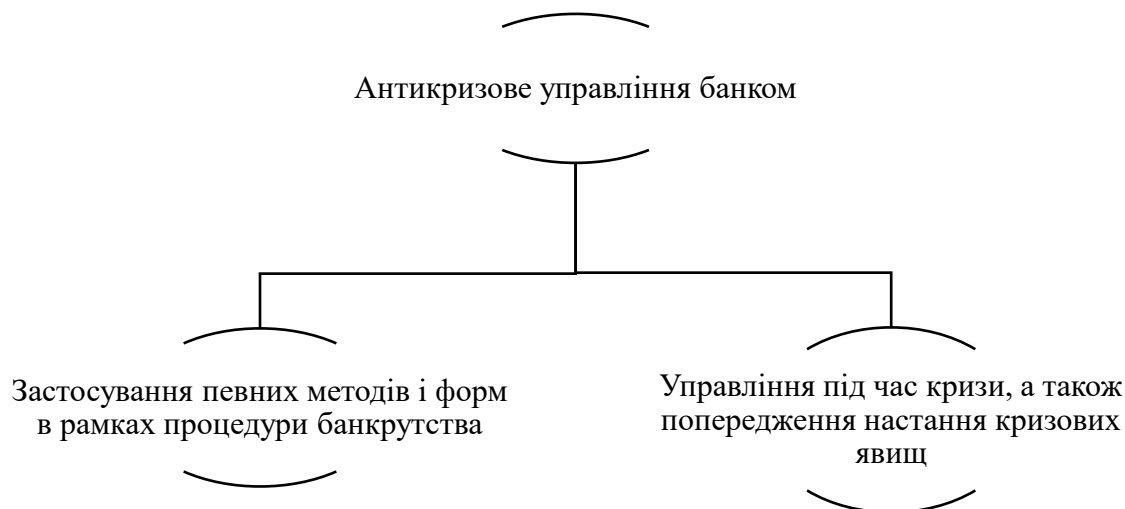 Антикризове управління банком
Застосування певних методів і форм
в рамках процедури банкрутства
Управління під час кризи, а також
попередження настання кризових
явищ